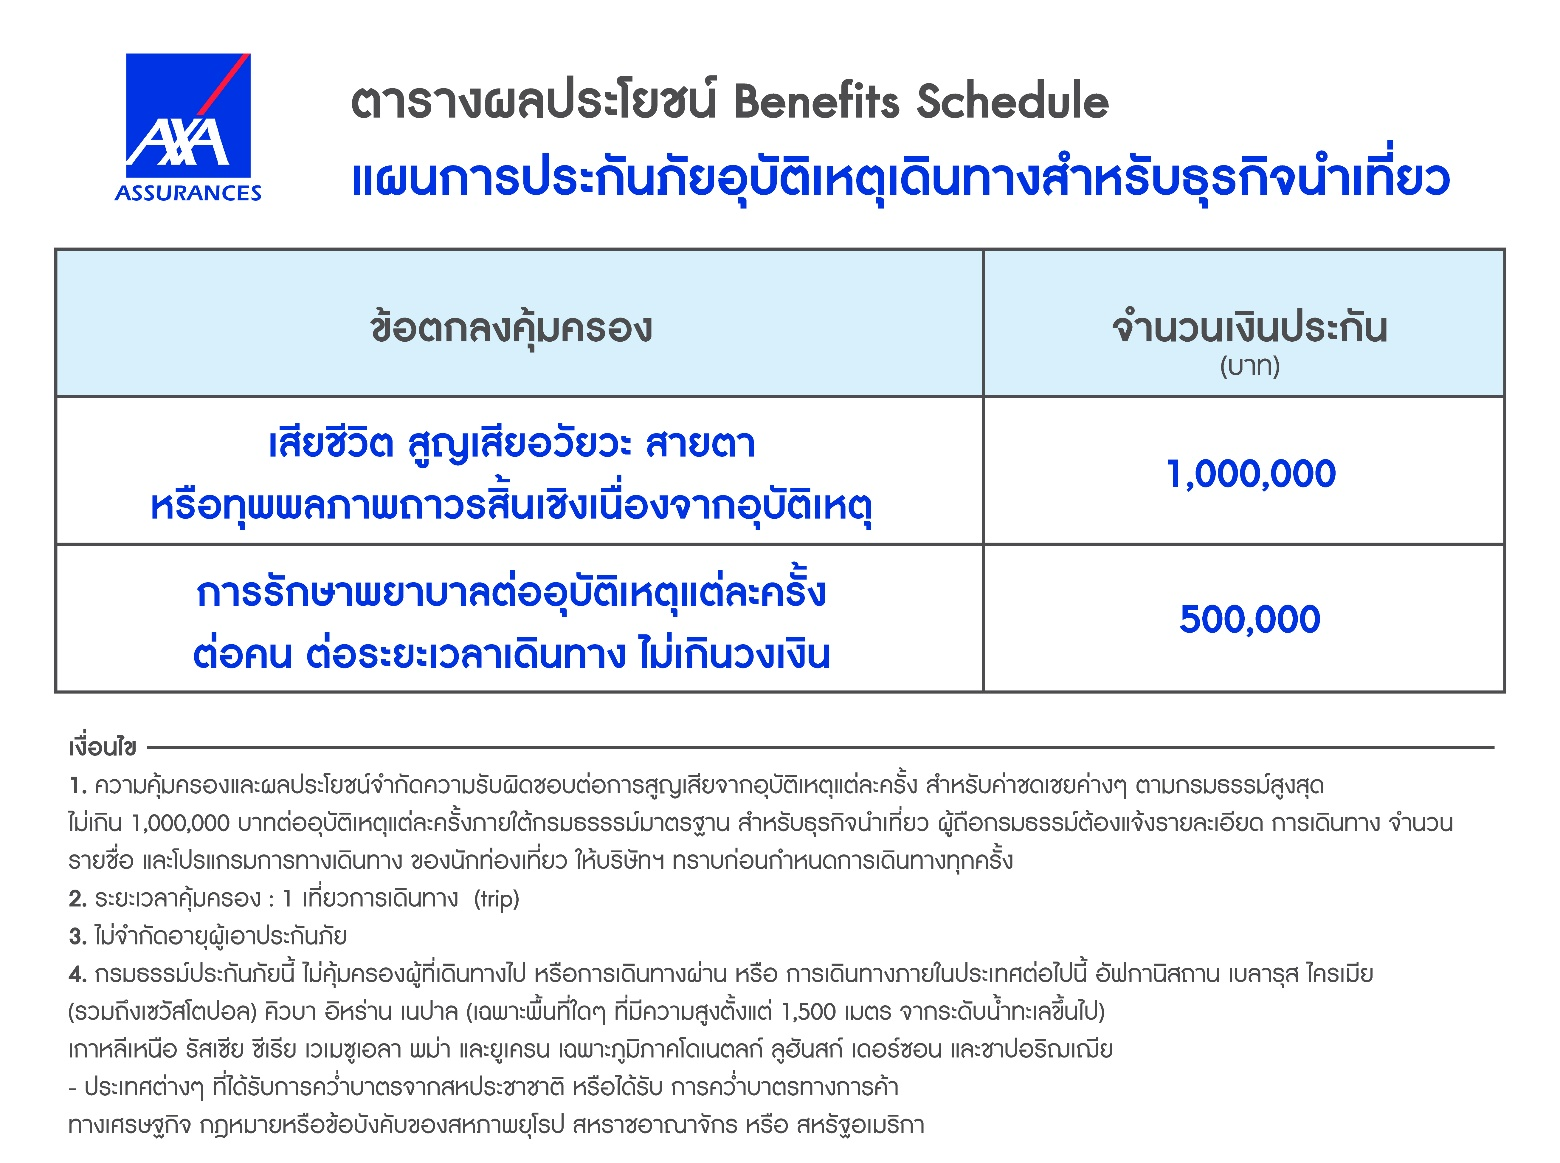 AXA
ASSURANCES
ตารางผลประโยชน์ Benefits Schedule
แผนการประกันภัยอุบัติเหตุเดินทางสำหรับธุรกิจนำเที่ยว
ข้อตกลงคุ้มครอง
จำนวนเงินประกัน
(บาท)
เสียชีวิต สูญเสียอวัยวะ สายตา
หรือทุพพลภาพถาวรสิ้นเชิงเนื่องจากอุบัติเหตุ
1,000,000
การรักษาพยาบาลต่ออุบัติเหตุแต่ละครั้ง
ต่อคน ต่อระยะเวลาเดินทาง ไม่เกินวงเงิน
500,000
เงื่อนไข
1. ความคุ้มครองและผลประโยชน์จำกัดความรับผิดชอบต่อการสูญเสียจากอุบัติเหตุแต่ละครั้ง สำหรับค่าชดเชยค่างๆ ตามกรมธรรม์สูงสุด
ไม่เกิน 1,000,000 บาทต่ออุบัติเหตุแต่ละครั้งภายใต้กรมธรรรม์มาตรฐาน สำหรับธุรกิจนำเที่ยว ผู้ถือกรมธรรม์ต้องแจ้งรายละเอียด การเดินทาง จำนวน
รายชื่อ และโปรแกรมการทางเดินทาง ของนักท่องเที่ยว ให้บริษัทฯ ทราบก่อนกำหนดการเดินทางทุกครั้ง
2. ระยะเวลาคุ้มครอง : 1 เที่ยวการเดินทาง (trip)
3. ไม่จำกัดอายุผู้เอาประกันภัย
4. กรมธรรม์ประกันภัยนี้ ไม่คุ้มครองผู้ที่เดินทางไป หรือการเดินทางผ่าน หรือ การเดินทางภายในประเทศต่อไปนี้ อัฟกานิสถาน เบลารุส ไครเมีย
(รวมถึงเซวัสโตปอล) คิวบา อิหร่าน เนปาล (เฉพาะพื้นที่ใดๆ ที่มีความสูงตั้งแต่ 1,500 เมตร จากระดับน้ำทะเลขึ้นไป)
เกาหลีเหนือ รัสเซีย ซีเรีย เวเนซูเอลา พม่า และยูเครน เฉพาะภูมิภาคโดเนตสก์ ลูฮันสก์ เดอร์ซอน และซาปอริฌเฌีย
- ประเทศต่างๆ ที่ได้รับการคว่ำบาตรจากสหประชาชาติ หรือได้รับ การคว่ำบาตรทางการค้า
ทางเศรษฐกิจ กฎหมายหรือข้อบังคับของสหภาพยุโรป สหราชอาณาจักร หรือ สหรัฐอเมริกา